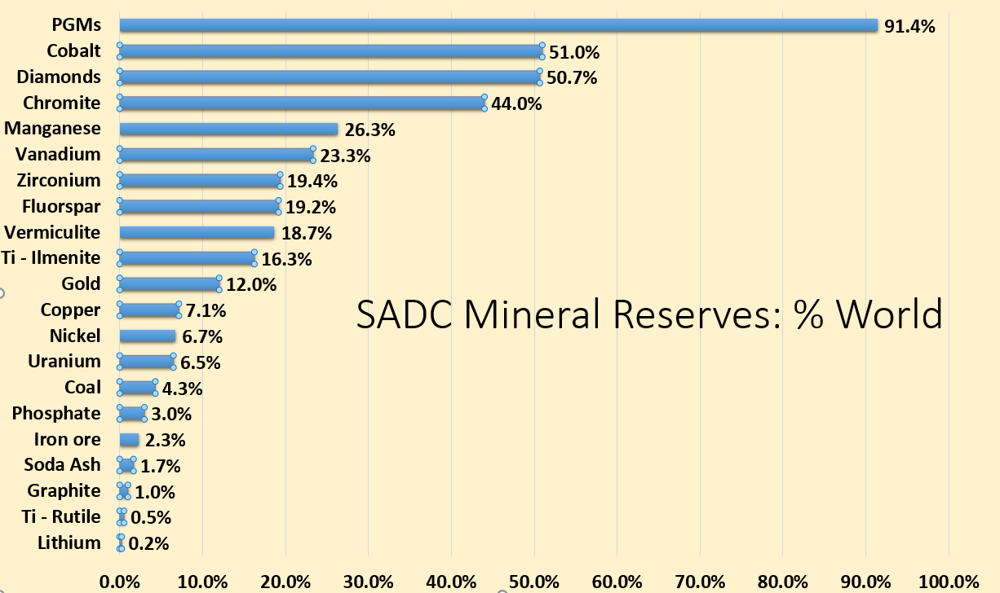 PGMs 91.4%
Cobalt 51.0%
Diamonds 50.7%
Chromite 44.0%
Manganese 26.3%
Vanadium 23.3%
Zirconium 19.4%
Fluorspar 19.2%
Vermiculite 18.7%
Ti - Ilmenite 16.3%
Gold 12.0%
Copper 7.1%
SADC Mineral Reserves: % World
Nickel 6.7%
Uranium 6.5%
Coal 4.3%
Phosphate 3.0%
Iron ore 2.3%
Soda Ash 1.7%
Graphite 1.0%
Ti - Rutile 0.5%
Lithium 0.2%
0.0% 10.0% 20.0% 30.0% 40.0% 50.0% 60.0% 70.0% 80.0% 90.0% 100.0%